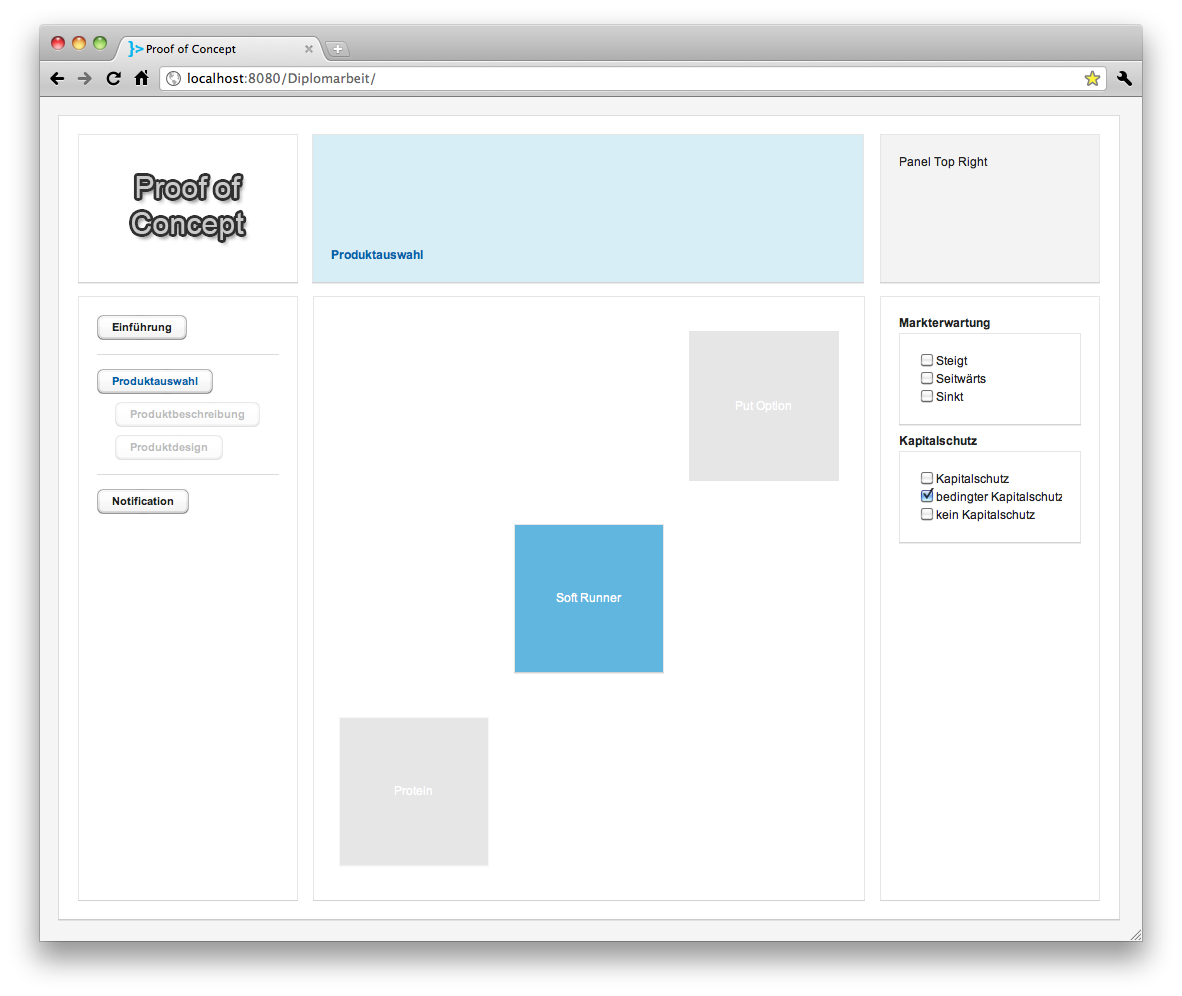 Proof of Concept
localhost:8080/Diplomarbeit/
Proof of
Concept
Produktauswahl
Panel Top Right
Einführung
Produktauswahl
Produktbeschreibung
Produktdesign
Notification
Put Option
Soft Runner
Protein
Markterwartung
Steigt
Seitwärts
Sinkt
Kapitalschutz
Kapitalschutz
bedingter Kapitalschutz
kein Kapitalschutz